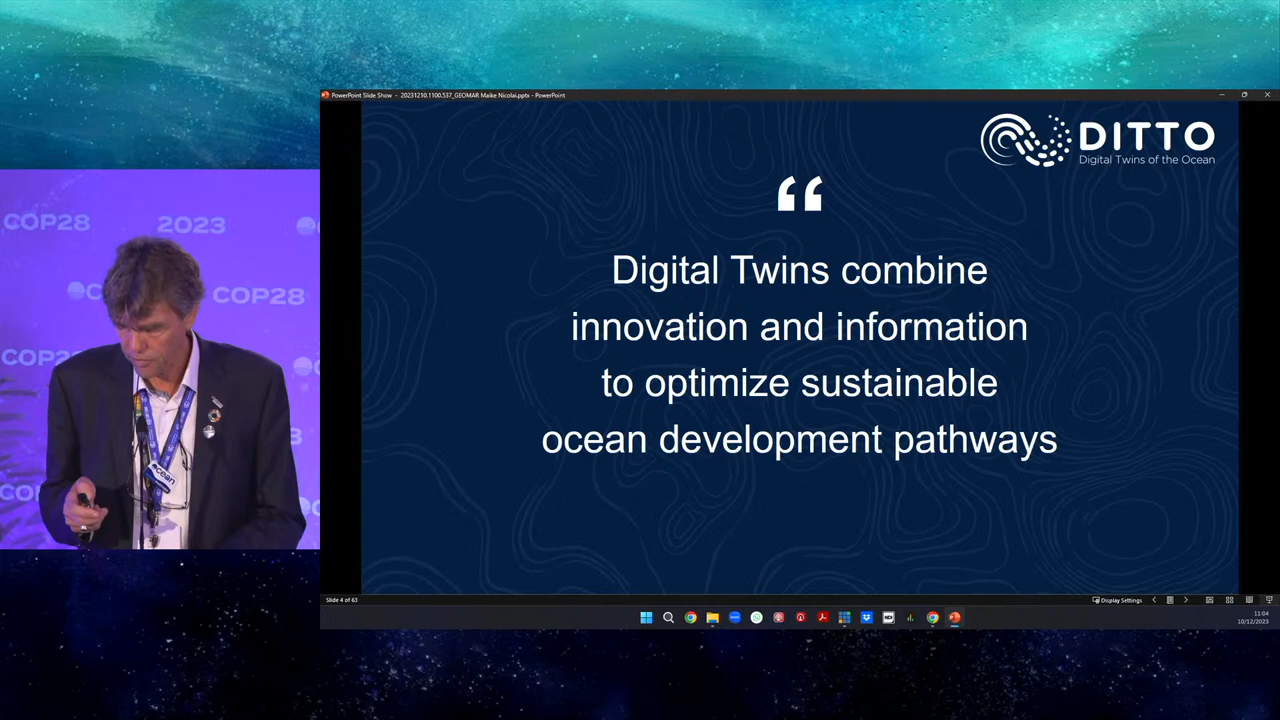 PowerPoint Slide Show - 20231210.1100.537_GEOMAR Maike Nicolai.pptx - PowerPoint
DITTO
Digital Twins of the Ocean
“
Digital Twins combine
innovation and information
to optimize sustainable
ocean development pathways
COP28
2023
COP28
COP28
ocean
Slide 4 of 63
Display Settings
11:04
10/12/2023